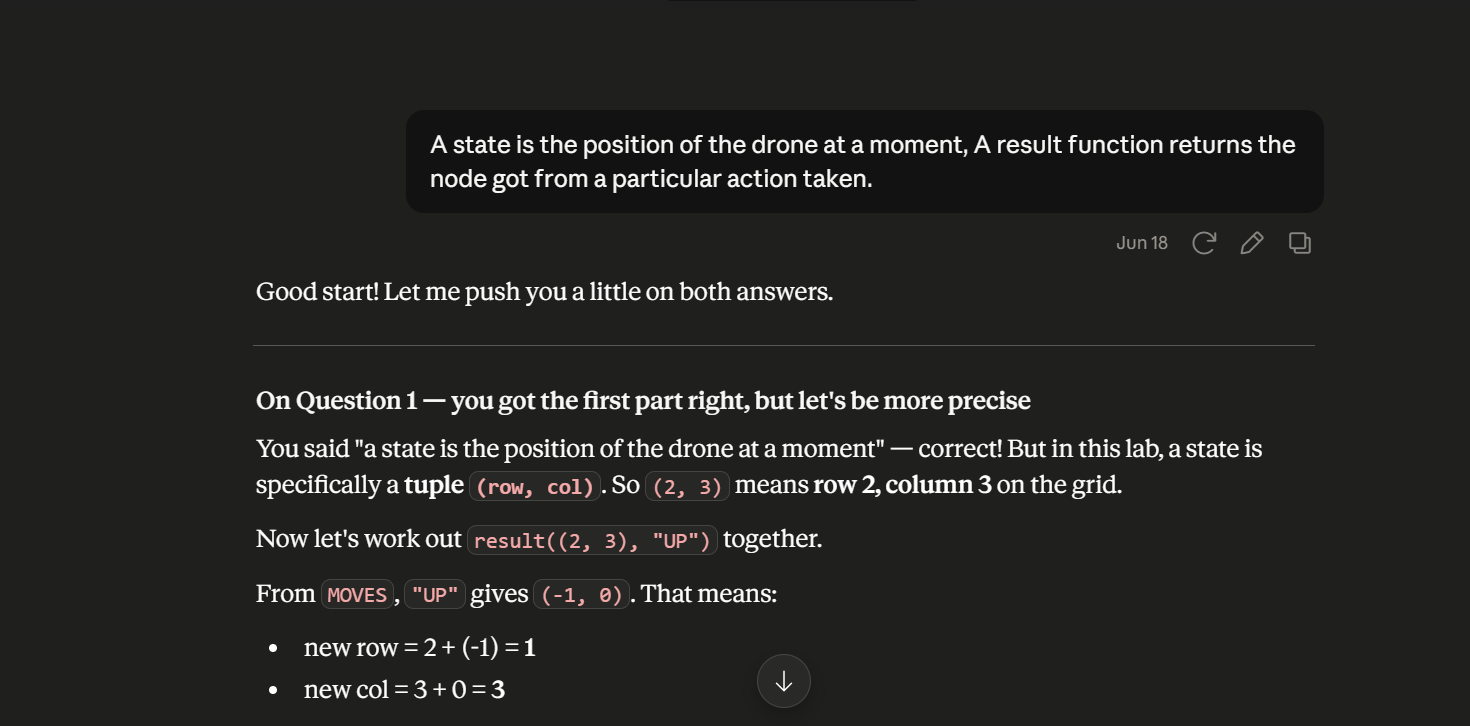 A state is the position of the drone at a moment, A result function returns the
node got from a particular action taken.
Jun 18
Good start! Let me push you a little on both answers.
On Question 1 — you got the first part right, but let's be more precise
You said "a state is the position of the drone at a moment" — correct! But in this lab, a state is
specifically a tuple (row, col). So (2, 3) means row 2, column 3 on the grid.
Now let's work out result((2, 3), "UP") together.
From MOVES, "UP" gives (-1, 0). That means:
• new row = 2 + (-1) = 1
• new col = 3 + 0 = 3